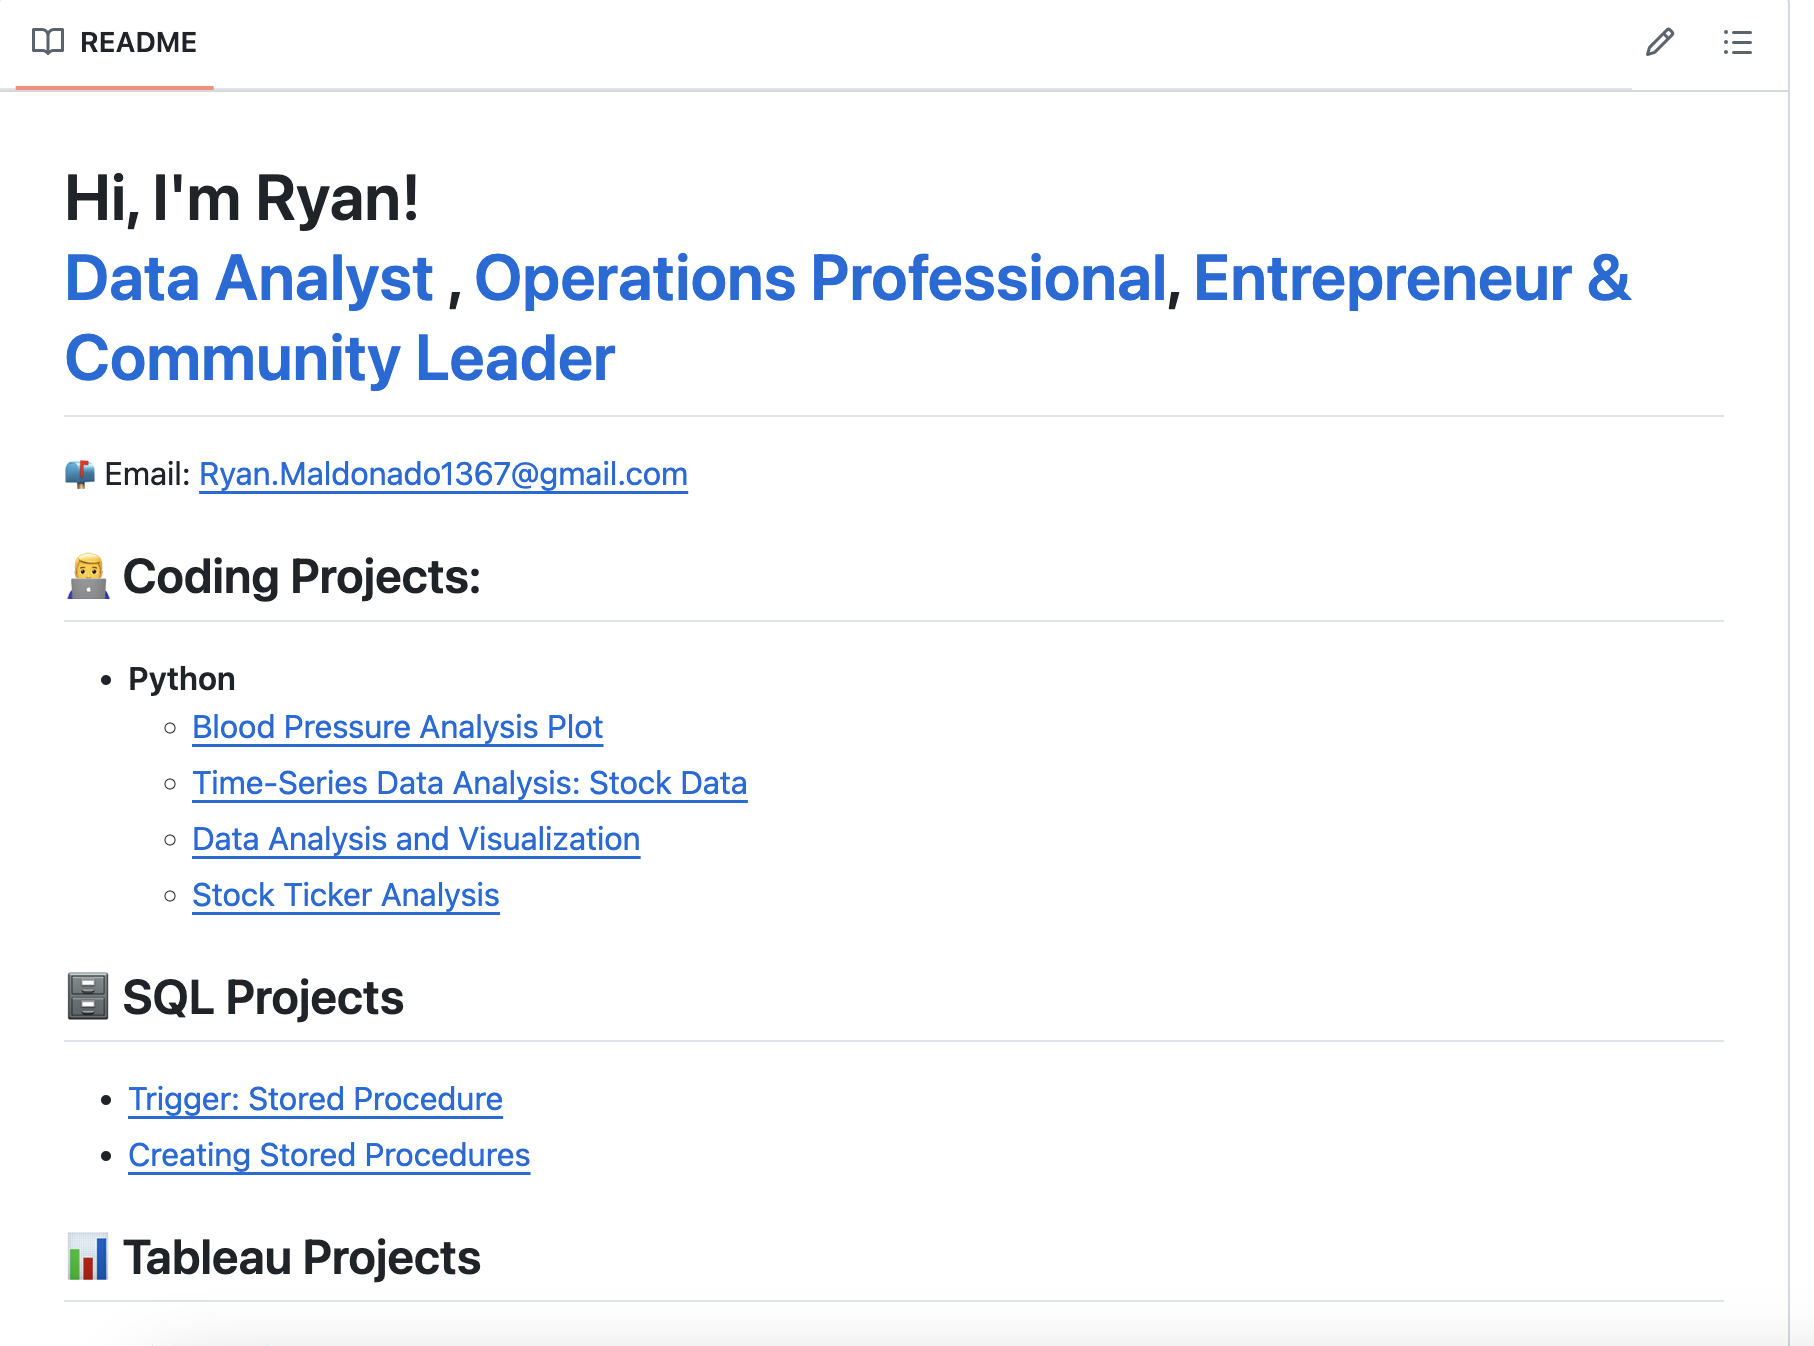 README
Hi, I'm Ryan!
Data Analyst , Operations Professional, Entrepreneur &
Community Leader
Email: Ryan.Maldonado1367@gmail.com
Coding Projects:
Python
Blood Pressure Analysis Plot
Time-Series Data Analysis: Stock Data
Data Analysis and Visualization
Stock Ticker Analysis
SQL Projects
Trigger: Stored Procedure
Creating Stored Procedures
Tableau Projects